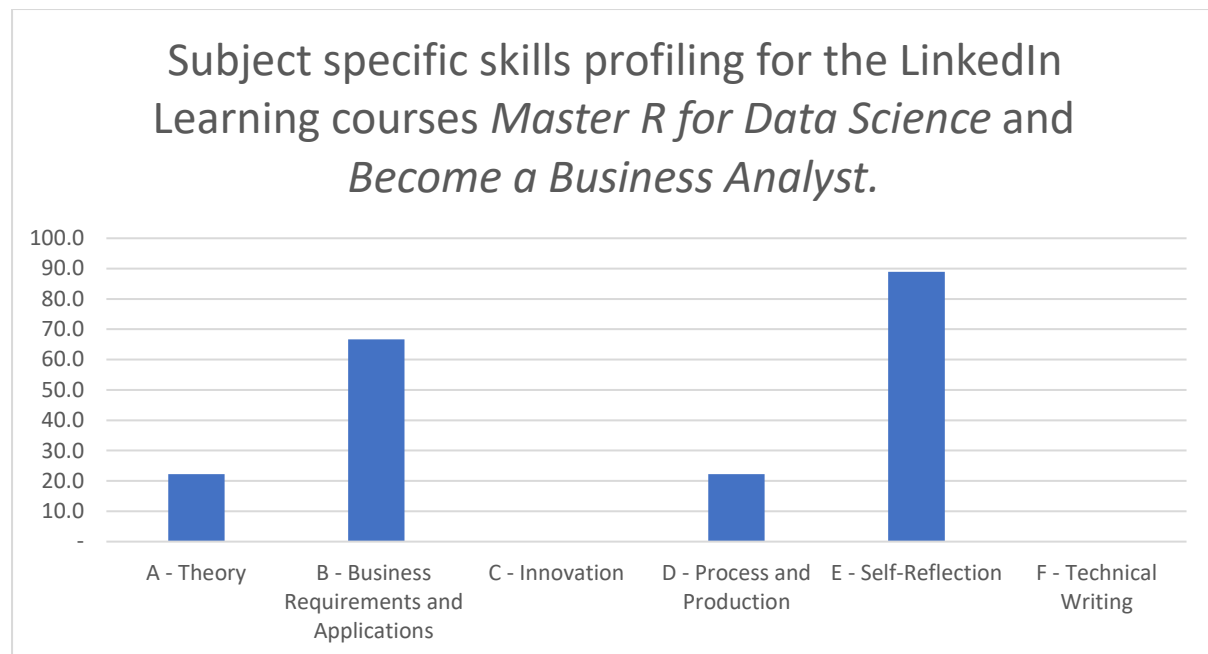 Subject specific skills profiling for the LinkedIn
Learning courses Master R for Data Science and
Become a Business Analyst.
100.0
90.0
80.0
70.0
60.0
50.0
40.0
30.0
20.0
10.0
-
A - Theory
B - Business
Requirements and
Applications
C - Innovation
D - Process and
Production
E - Self-Reflection
F - Technical
Writing